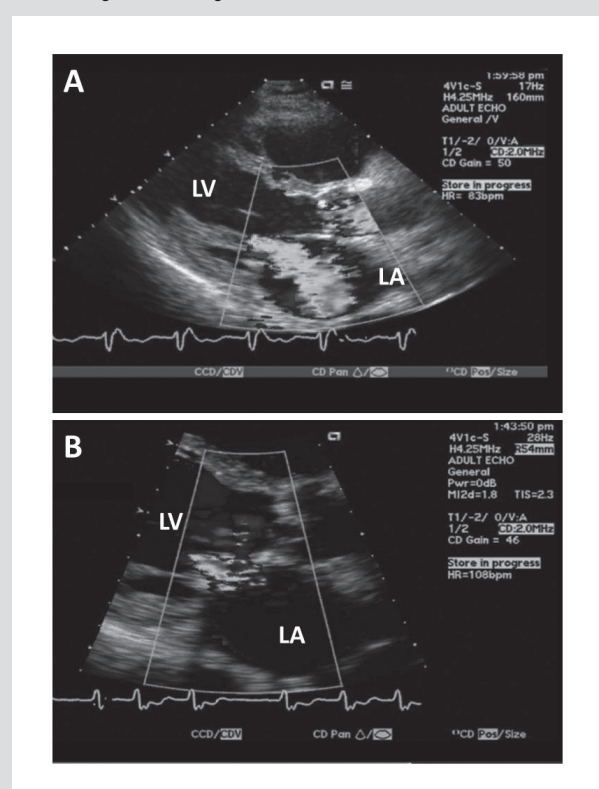 A
1:59:58 pm
4V1c-S 17Hz
H4.25MHz 160mm
ADULT ECHO
General /V
T1/-2/ 0/V:A
1/2 CD:2.0MHz
CD Gain = 50
Store in progress
HR= 83bpm
LV
LA
CCD/CDV CD Pan /  CD Pos/Size
B
1:43:50 pm
4V1c-S 28Hz
H4.25MHz R54mm
ADULT ECHO
General
Pwr=0dB
MI2d=1.8 TIS=2.3
T1/-2/ 0/V:A
1/2 CD:2.0MHz
CD Gain = 46
Store in progress
HR=108bpm
LV
LA
CCD/CDV CD Pan /  CD Pos/Size